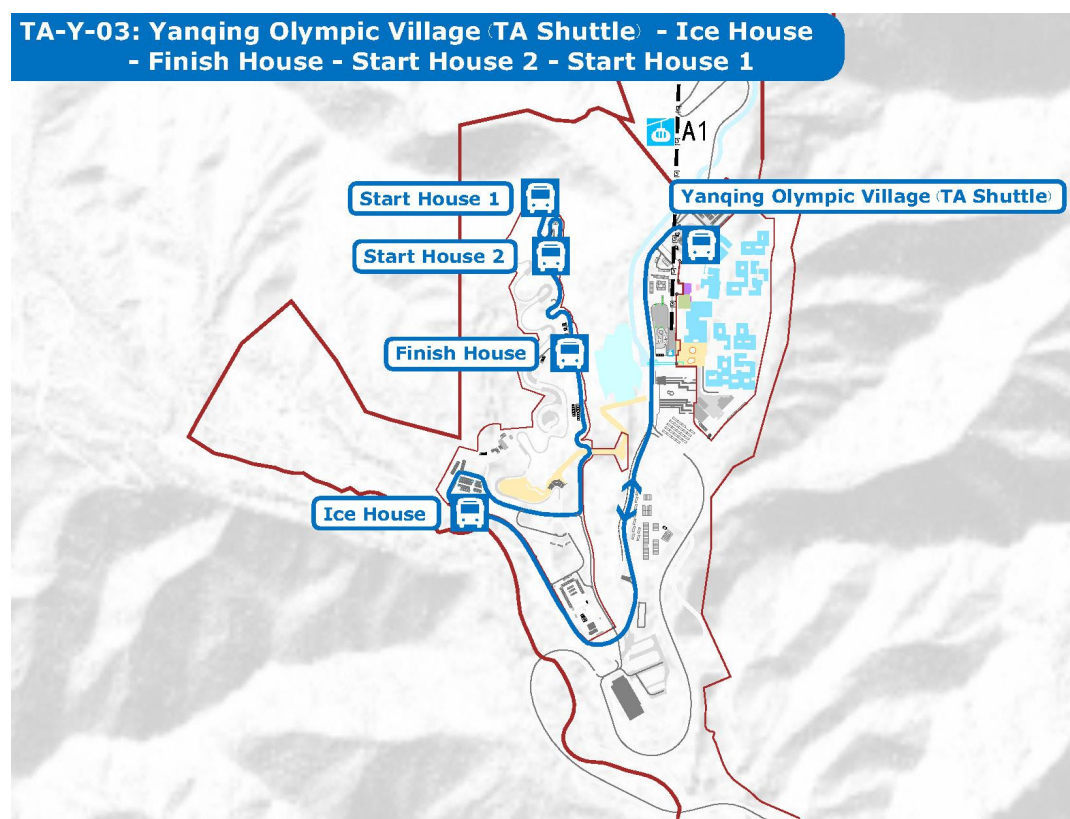 TA-Y-03: Yanqing Olympic Village (TA Shuttle) - Ice House
- Finish House - Start House 2 - Start House 1
A1
Start House 1
Yanqing Olympic Village (TA Shuttle)
Start House 2
Finish House
Ice House